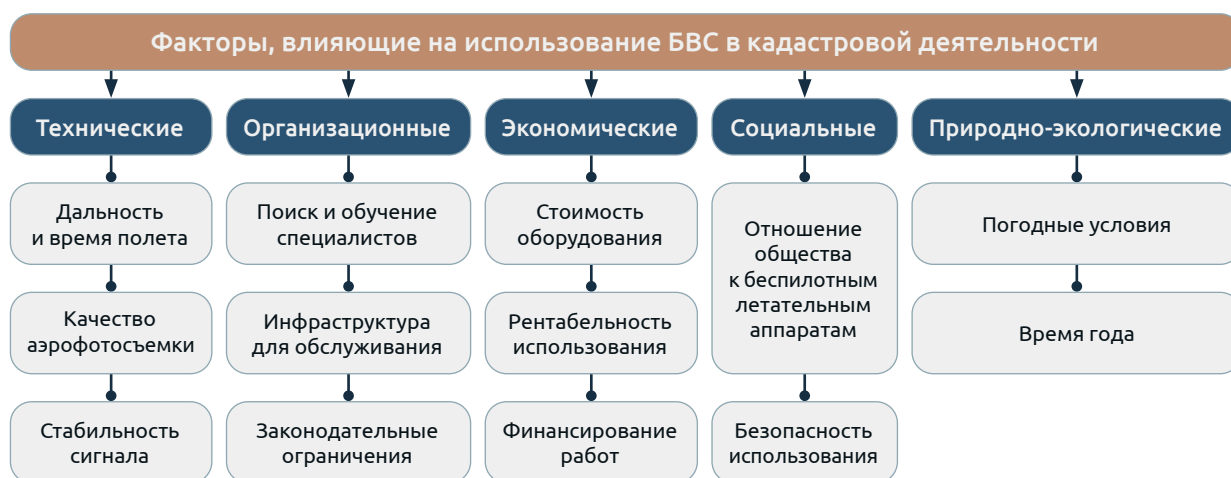 Факторы, влияющие на использование БВС в кадастровой деятельности
Технические
Дальность
и время полета
Качество
аэрофотосъемки
Стабильность
сигнала
Организационные
Поиск и обучение
специалистов
Инфраструктура
для обслуживания
Законодательные
ограничения
Экономические
Стоимость
оборудования
Рентабельность
использования
Финансирование
работ
Социальные
Отношение
общества
к беспилотным
летательным
аппаратам
Безопасность
использования
Природно-экологические
Погодные условия
Время года